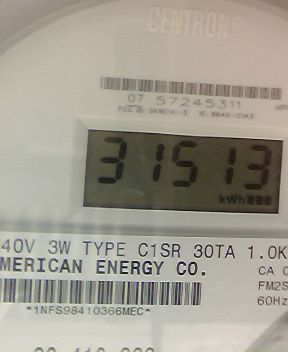 CENTRON®
07 57245311
31513
kWh
40V 3W TYPE C1SR 30TA 1.0K
MERICAN ENERGY CO.
CA 0
FM2S
60Hz
*1NFS98410366MEC*